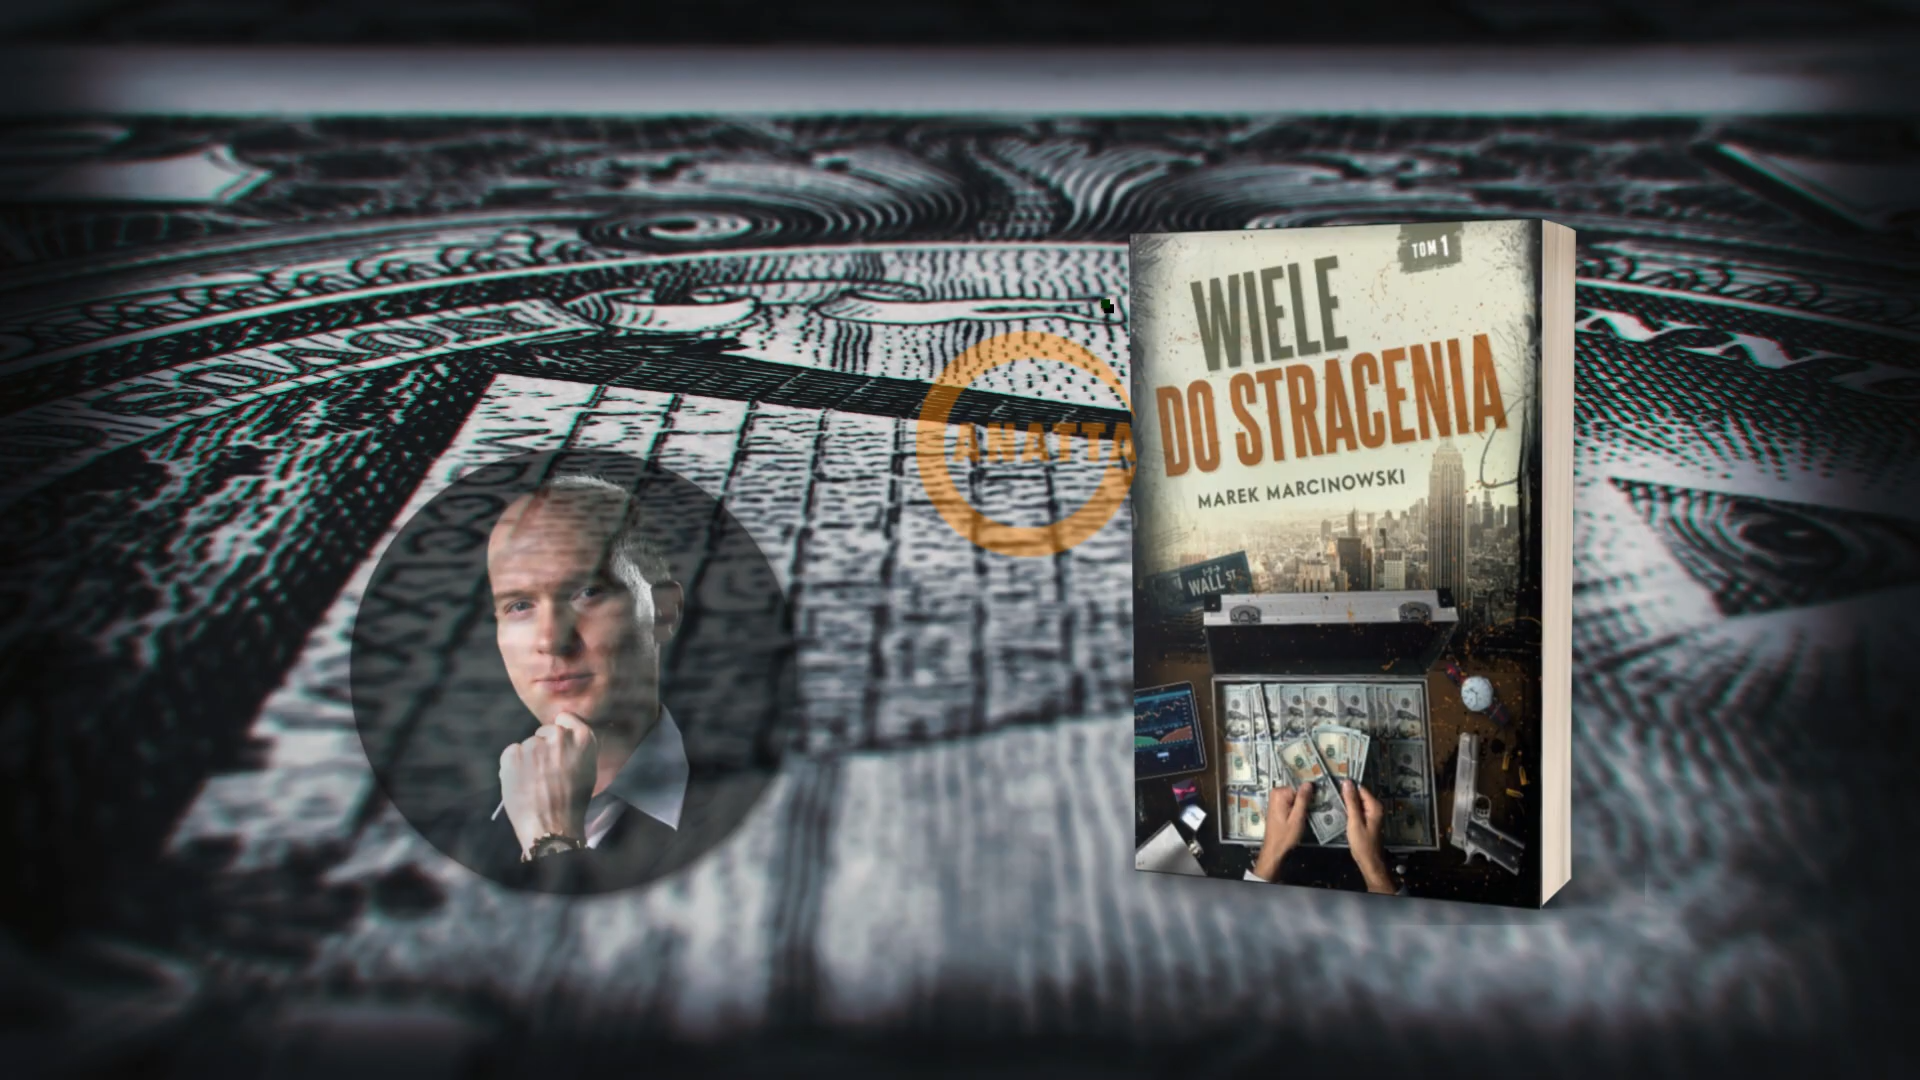 TOM 1
WIELE
DO STRACENIA
MAREK MARCINOWSKI
WALL ST
ANATTA